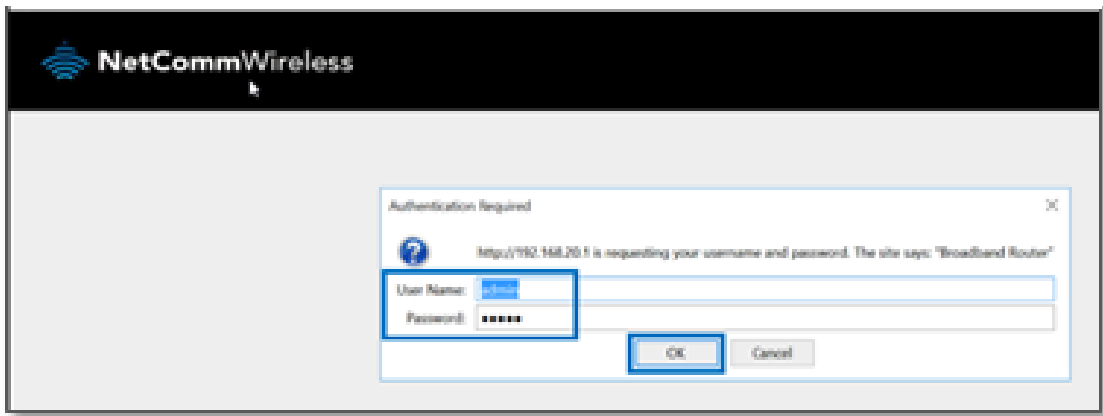 NetCommWireless
Authentication Required
http://192.168.20.1 is requesting your username and password. The site says: "Broadband Router"
User Name: admin
Password: •••••
OK Cancel